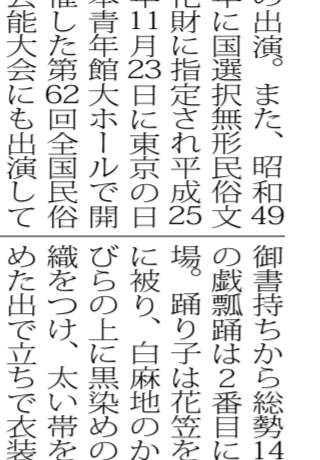 の出演。また、昭和49
年に国選択無形民俗文
化財に指定され平成25
年11月23日に東京の日
本青年館大ホールで開
催した第62回全国民俗
芸能大会にも出演して
御書持ちから総勢14
の戯瓢踊は2番目に
場。踊り子は花笠を
に被り、白麻地のか
びらの上に黒染めの
織をつけ、太い帯を
めた出で立ちで衣装